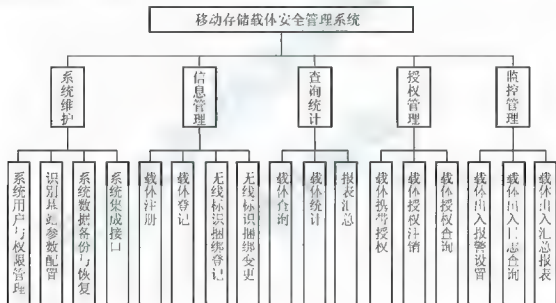 移动存储载体安全管理系统
系统维护
信息管理
查询统计
授权管理
监控管理
系统用户与权限管理
识别基站参数配置
系统数据备份与恢复
系统集成接口
载体注册
载体登记
无线标识捆绑登记
无线标识捆绑变更
载体查询
载体统计
报表汇总
载体携带授权
载体授权注销
载体授权查询
载体出入报警设置
载体出入日志查询
载体出入汇总报表